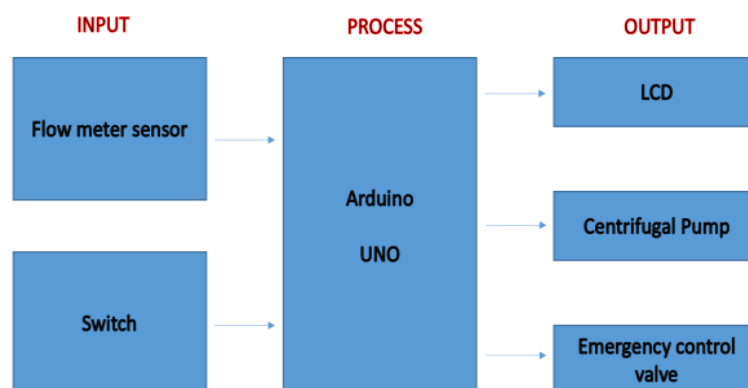 INPUT
PROCESS
OUTPUT
Flow meter sensor
Switch
Arduino
UNO
LCD
Centrifugal Pump
Emergency control
valve